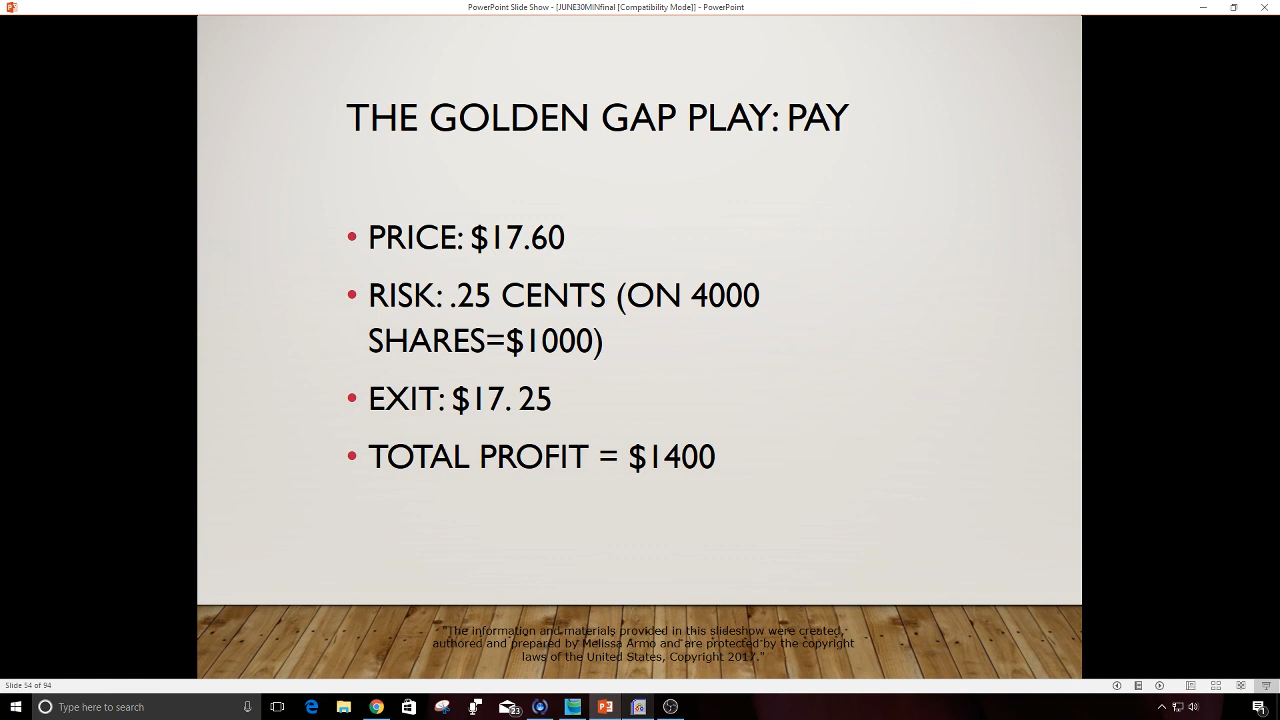 PowerPoint Slide Show - [JUNE30MINfinal [Compatibility Mode]] - PowerPoint
THE GOLDEN GAP PLAY: PAY
• PRICE: $17.60
• RISK: .25 CENTS (ON 4000
SHARES=$1000)
• EXIT: $17. 25
• TOTAL PROFIT = $1400
"The information and materials provided in this slideshow were created,
authored and prepared by Melissa Armo and are protected by the copyright
laws of the United States, Copyright 2017."
Slide 54 of 94
Type here to search
23